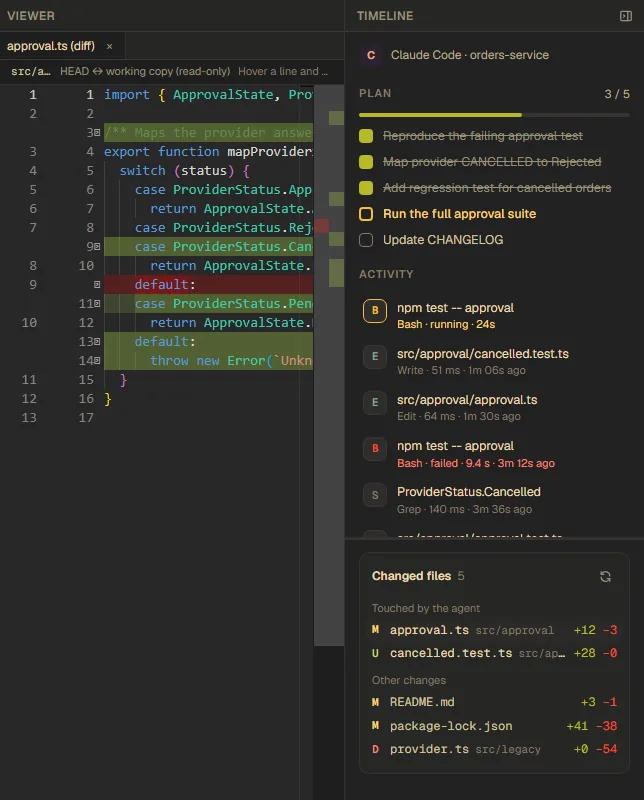 VIEWER
approval.ts (diff) ×
src/a… HEAD ↔ working copy (read-only) Hover a line and …
1 1 import { ApprovalState, Pro
2 2
3 /** Maps the provider answe
3 4 export function mapProvider
4 5 switch (status) {
5 6 case ProviderStatus.App
6 7 return ApprovalState.
7 8 case ProviderStatus.Rej
9 case ProviderStatus.Can
8 10 return ApprovalState.
9 default:
11 case ProviderStatus.Pen
10 12 return ApprovalState.
13 default:
14 throw new Error(`Unkn
11 15 }
12 16 }
13 17
TIMELINE
C Claude Code · orders-service
PLAN 3 / 5
Reproduce the failing approval test
Map provider CANCELLED to Rejected
Add regression test for cancelled orders
Run the full approval suite
Update CHANGELOG
ACTIVITY
B npm test -- approval
Bash · running · 24s
E src/approval/cancelled.test.ts
Write · 51 ms · 1m 06s ago
E src/approval/approval.ts
Edit · 64 ms · 1m 30s ago
B npm test -- approval
Bash · failed · 9.4 s · 3m 12s ago
S ProviderStatus.Cancelled
Grep · 140 ms · 3m 36s ago
Changed files 5
Touched by the agent
M approval.ts src/approval +12 −3
U cancelled.test.ts src/ap… +28 −0
Other changes
M README.md +3 −1
M package-lock.json +41 −38
D provider.ts src/legacy +0 −54